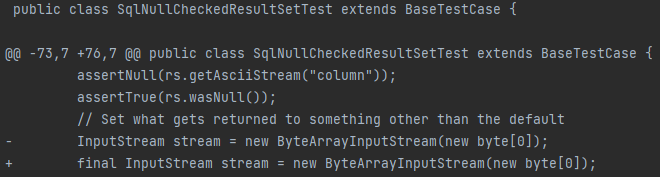 public class SqlNullCheckedResultSetTest extends BaseTestCase {
@@ -73,7 +76,7 @@ public class SqlNullCheckedResultSetTest extends BaseTestCase {
assertNull(rs.getAsciiStream("column"));
assertTrue(rs.wasNull());
// Set what gets returned to something other than the default
- InputStream stream = new ByteArrayInputStream(new byte[0]);
+ final InputStream stream = new ByteArrayInputStream(new byte[0]);